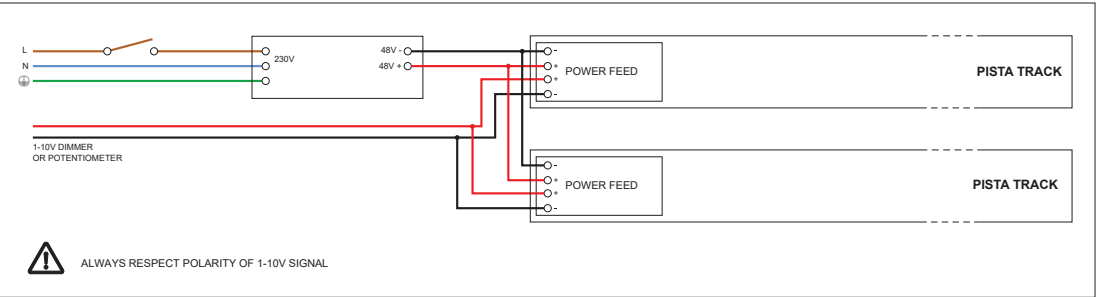 L
N
230V
48V -
48V +
-
+
+
-
POWER FEED
PISTA TRACK
1-10V DIMMER
OR POTENTIOMETER
-
+
+
-
POWER FEED
PISTA TRACK
ALWAYS RESPECT POLARITY OF 1-10V SIGNAL